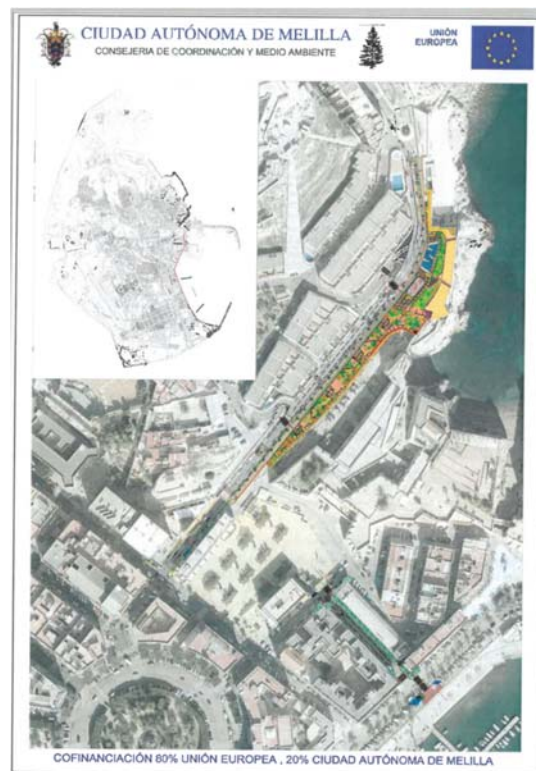 CIUDAD AUTÓNOMA DE MELILLA
CONSEJERIA DE COORDINACIÓN Y MEDIO AMBIENTE
UNIÓN
EUROPEA
COFINANCIACIÓN 80% UNIÓN EUROPEA , 20% CIUDAD AUTÓNOMA DE MELILLA